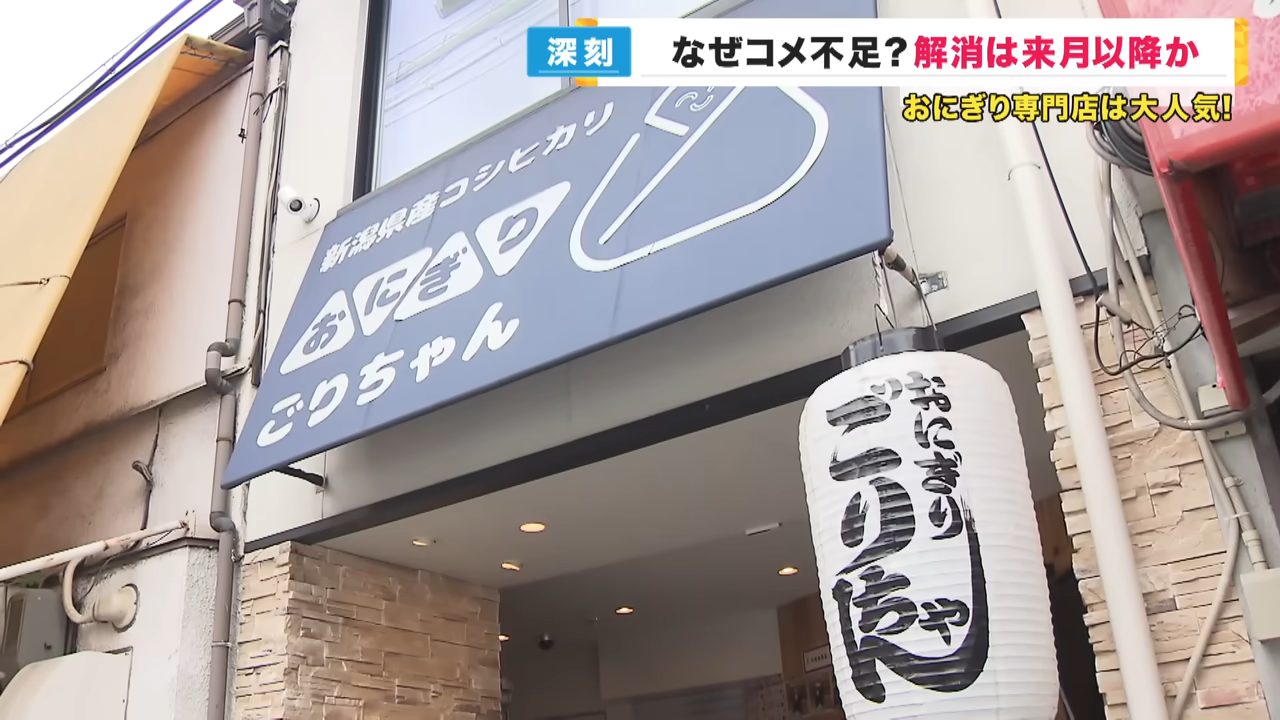 深刻
なぜコメ不足？解消は来月以降か
おにぎり専門店は大人気！
新潟県産コシヒカリ
おにぎり
ごりちゃん
おにぎり
ごりちゃん